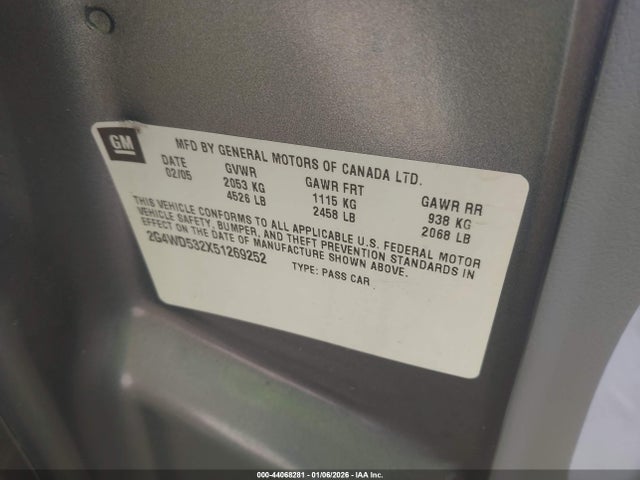 GM
MFD BY GENERAL MOTORS OF CANADA LTD.
DATE GVWR GAWR FRT GAWR RR
02/05 2053 KG 1115 KG 938 KG
4526 LB 2458 LB 2068 LB
THIS VEHICLE CONFORMS TO ALL APPLICABLE U.S. FEDERAL MOTOR
VEHICLE SAFETY, BUMPER, AND THEFT PREVENTION STANDARDS IN
EFFECT ON THE DATE OF MANUFACTURE SHOWN ABOVE.
2G4WD532X51269252 TYPE: PASS CAR
000-44068281 - 01/06/2026 - IAA Inc.